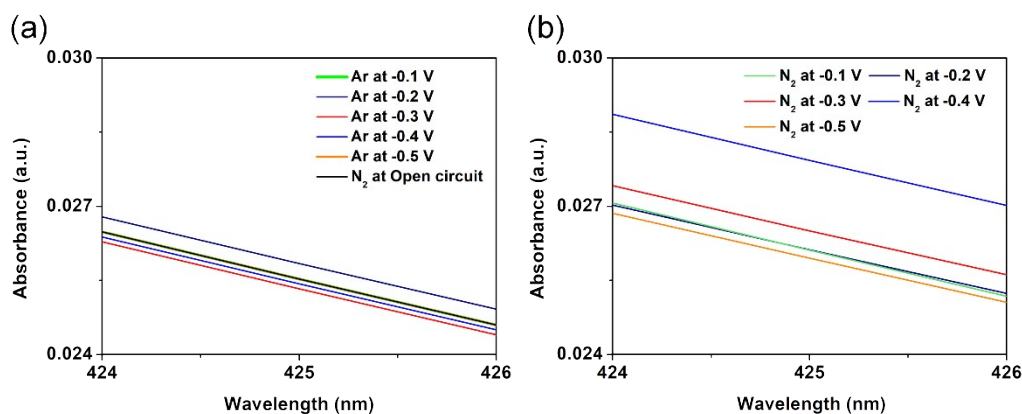 (a)
0.030
0.027
0.024
Absorbance (a.u.)
424
425
426
Wavelength (nm)
Ar at -0.1 V
Ar at -0.2 V
Ar at -0.3 V
Ar at -0.4 V
Ar at -0.5 V
N₂ at Open circuit
(b)
0.030
0.027
0.024
Absorbance (a.u.)
424
425
426
Wavelength (nm)
N₂ at -0.1 V N₂ at -0.2 V
N₂ at -0.3 V N₂ at -0.4 V
N₂ at -0.5 V